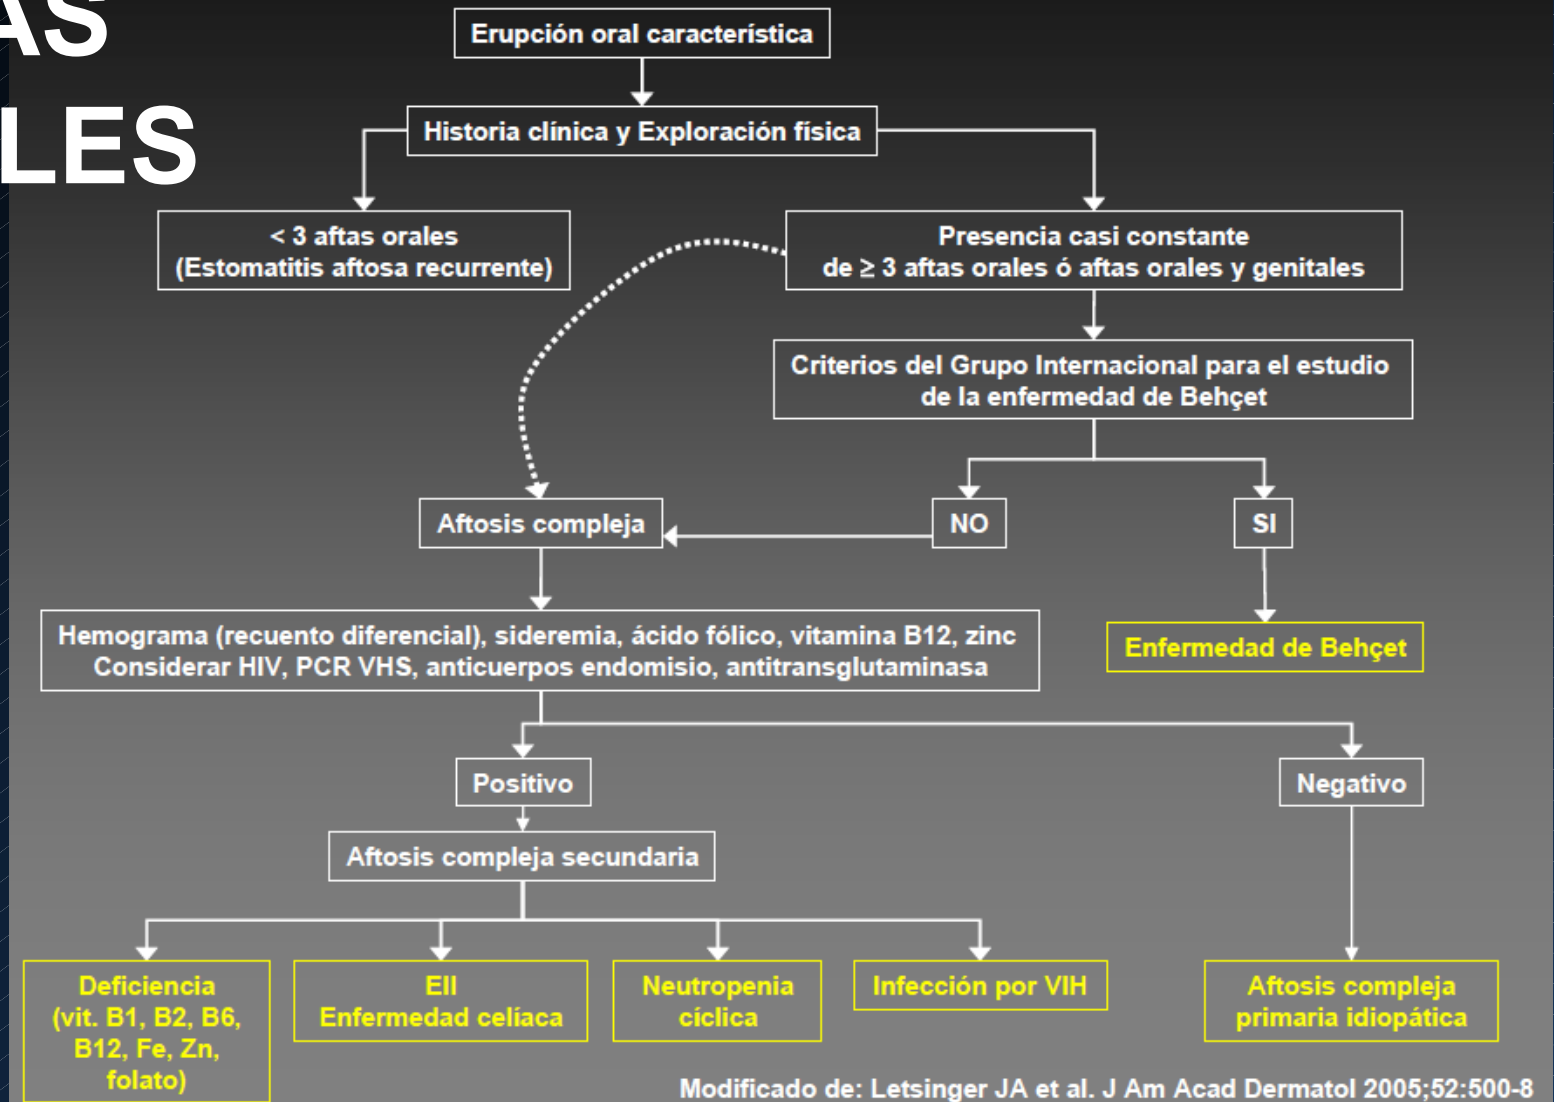 AS
LES
Erupción oral característica
Historia clínica y Exploración física
< 3 aftas orales
(Estomatitis aftosa recurrente)
Presencia casi constante
de ≥ 3 aftas orales ó aftas orales y genitales
Criterios del Grupo Internacional para el estudio
de la enfermedad de Behçet
Aftosis compleja
NO
SI
Hemograma (recuento diferencial), sideremia, ácido fólico, vitamina B12, zinc
Considerar HIV, PCR VHS, anticuerpos endomisio, antitransglutaminasa
Enfermedad de Behçet
Positivo
Negativo
Aftosis compleja secundaria
Deficiencia
(vit. B1, B2, B6,
B12, Fe, Zn,
folato)
EII
Enfermedad celíaca
Neutropenia
cíclica
Infección por VIH
Aftosis compleja
primaria idiopática
Modificado de: Letsinger JA et al. J Am Acad Dermatol 2005;52:500-8